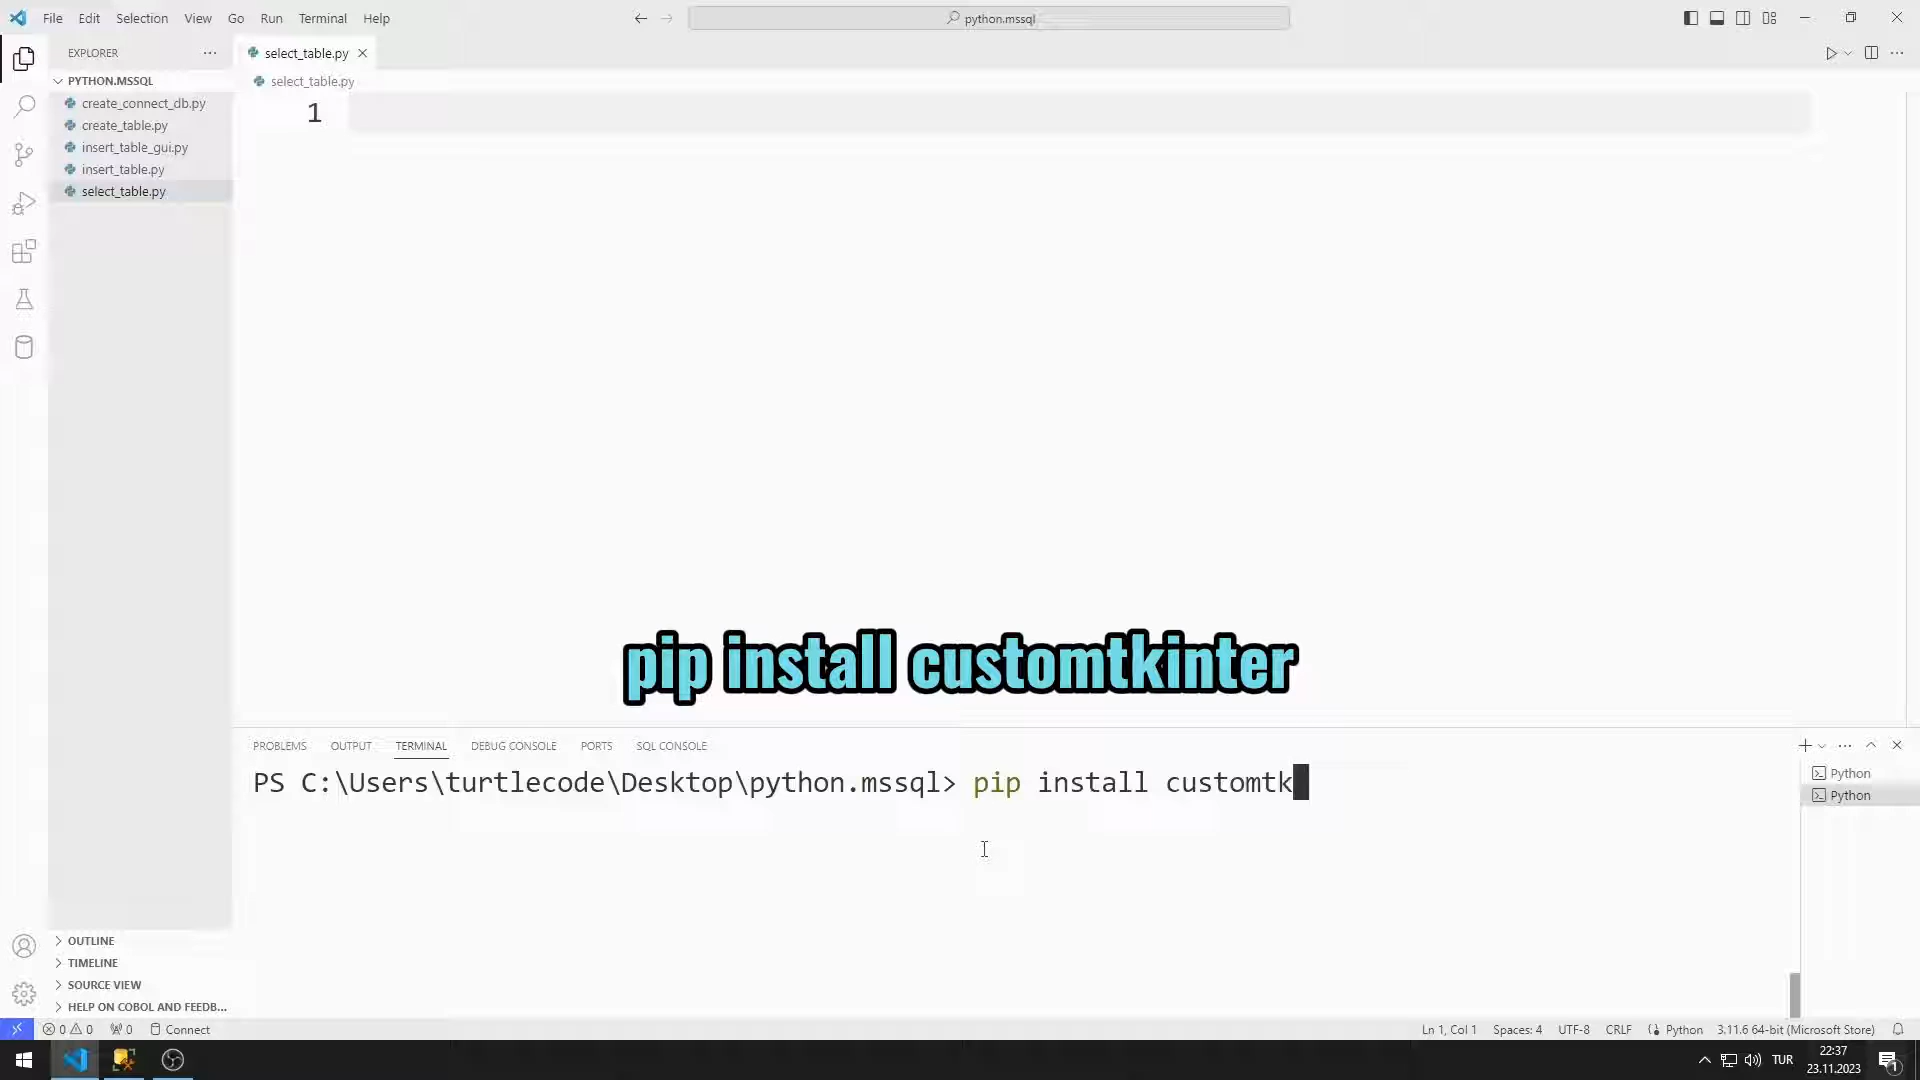 File Edit Selection View Go Run Terminal Help
python.mssql
EXPLORER
select_table.py
PYTHON.MSSQL
select_table.py
create_connect_db.py
1
create_table.py
insert_table_gui.py
insert_table.py
select_table.py
pip install customtkinter
PROBLEMS OUTPUT TERMINAL DEBUG CONSOLE PORTS SQL CONSOLE
PS C:\Users\turtlecode\Desktop\python.mssql> pip install customtk
Python
Python
OUTLINE
TIMELINE
SOURCE VIEW
HELP ON COBOL AND FEEDB...
0 0 0 Connect
Ln 1, Col 1 Spaces: 4 UTF-8 CRLF Python 3.11.6 64-bit (Microsoft Store)
TUR
22:37
23.11.2023
1